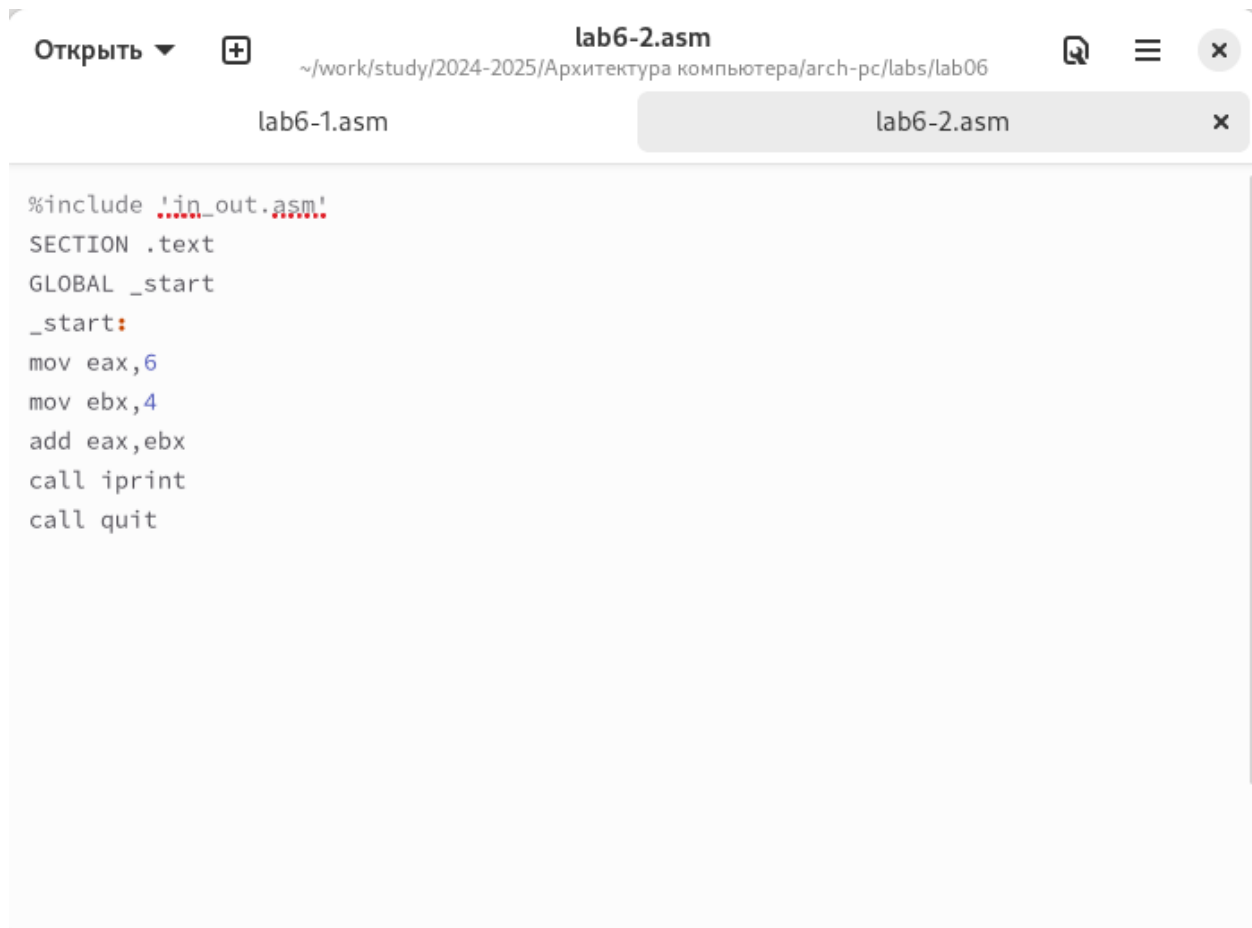 Открыть
lab6-2.asm
~/work/study/2024-2025/Архитектура компьютера/arch-pc/labs/lab06
lab6-1.asm
lab6-2.asm
%include 'in_out.asm'
SECTION .text
GLOBAL _start
_start:
mov eax,6
mov ebx,4
add eax,ebx
call iprint
call quit